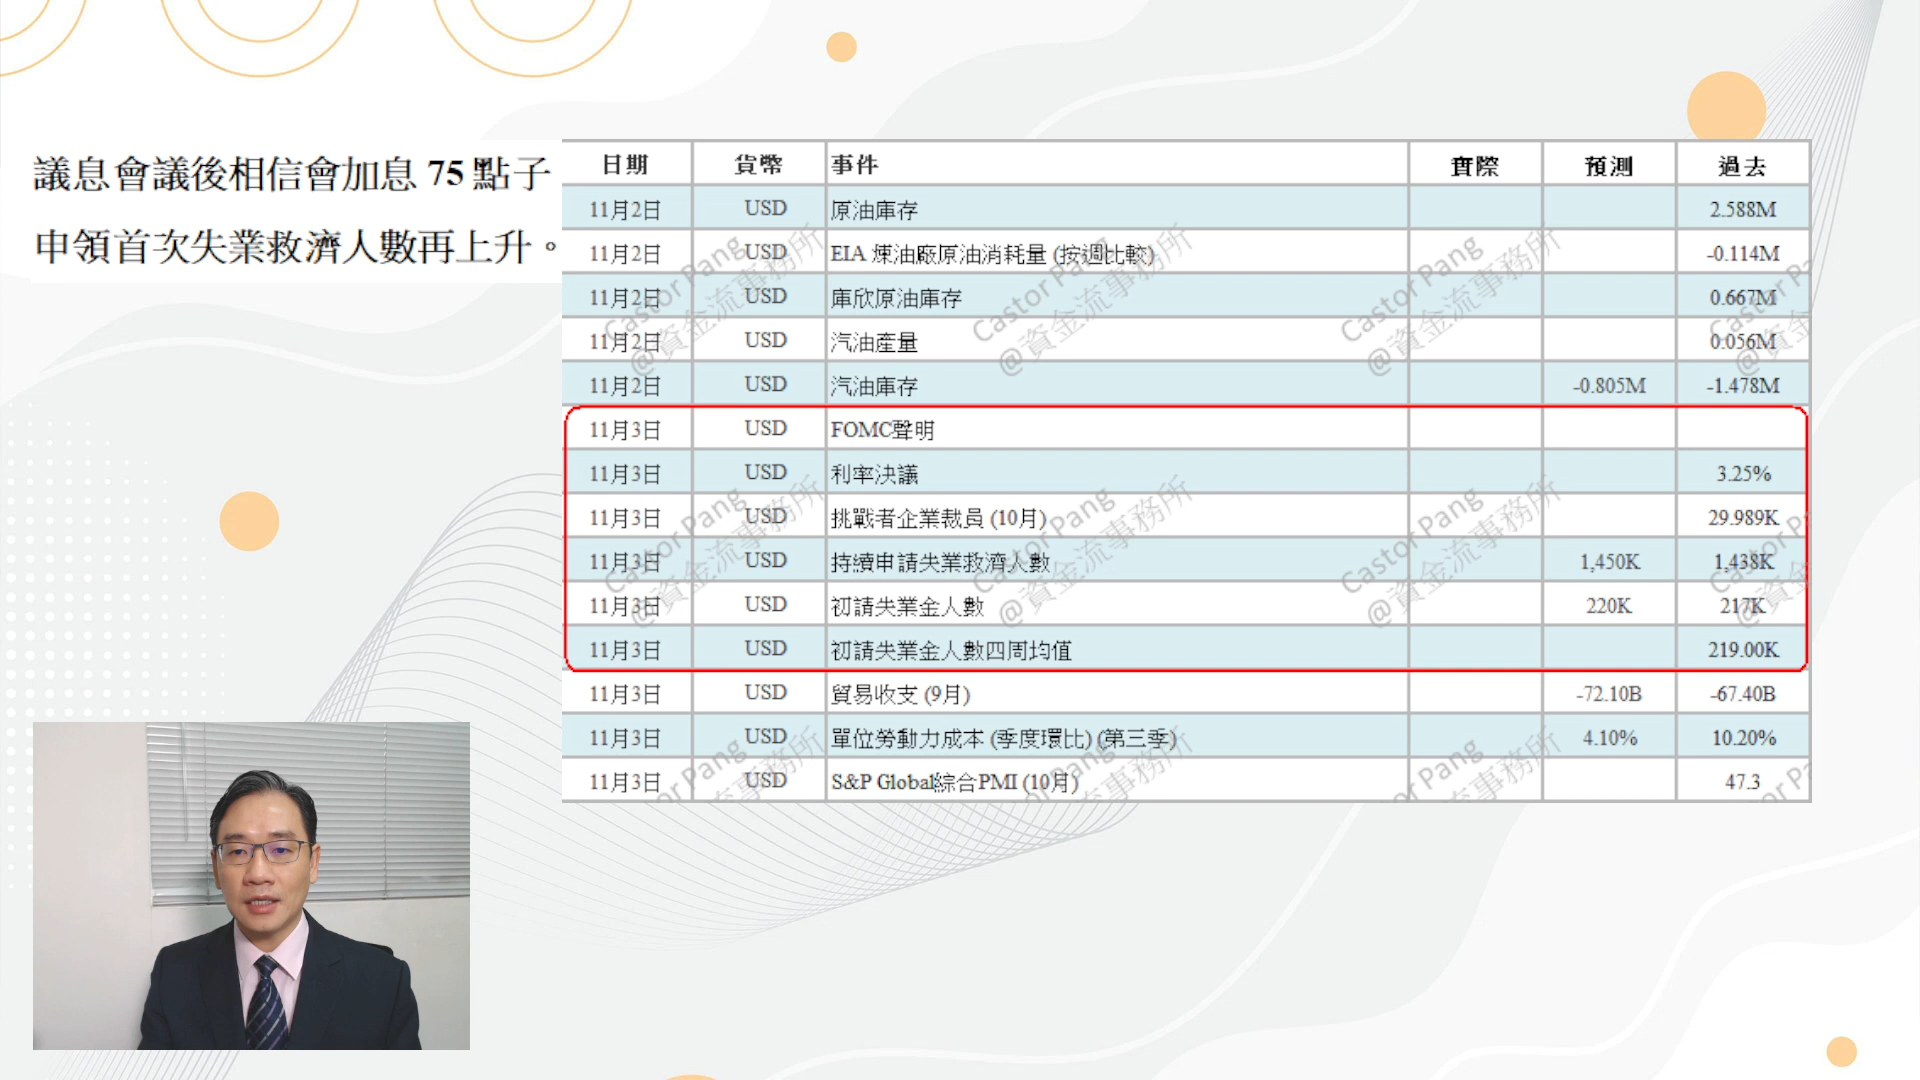 議息會議後相信會加息 75 點子
申領首次失業救濟人數再上升。
日期 貨幣 事件 實際 預測 過去
11月2日 USD 原油庫存 2.588M
11月2日 USD EIA 煉油廠原油消耗量 (按週比較) -0.114M
11月2日 USD 庫欣原油庫存 0.667M
11月2日 USD 汽油產量 0.056M
11月2日 USD 汽油庫存 -0.805M -1.478M
11月3日 USD FOMC聲明
11月3日 USD 利率決議 3.25%
11月3日 USD 挑戰者企業裁員 (10月) 29.989K
11月3日 USD 持續申請失業救濟人數 1,450K 1,438K
11月3日 USD 初請失業金人數 220K 217K
11月3日 USD 初請失業金人數四周均值 219.00K
11月3日 USD 貿易收支 (9月) -72.10B -67.40B
11月3日 USD 單位勞動力成本 (季度環比) (第三季) 4.10% 10.20%
11月3日 USD S&P Global綜合PMI (10月) 47.3
Castor Pang
@資金流事務所